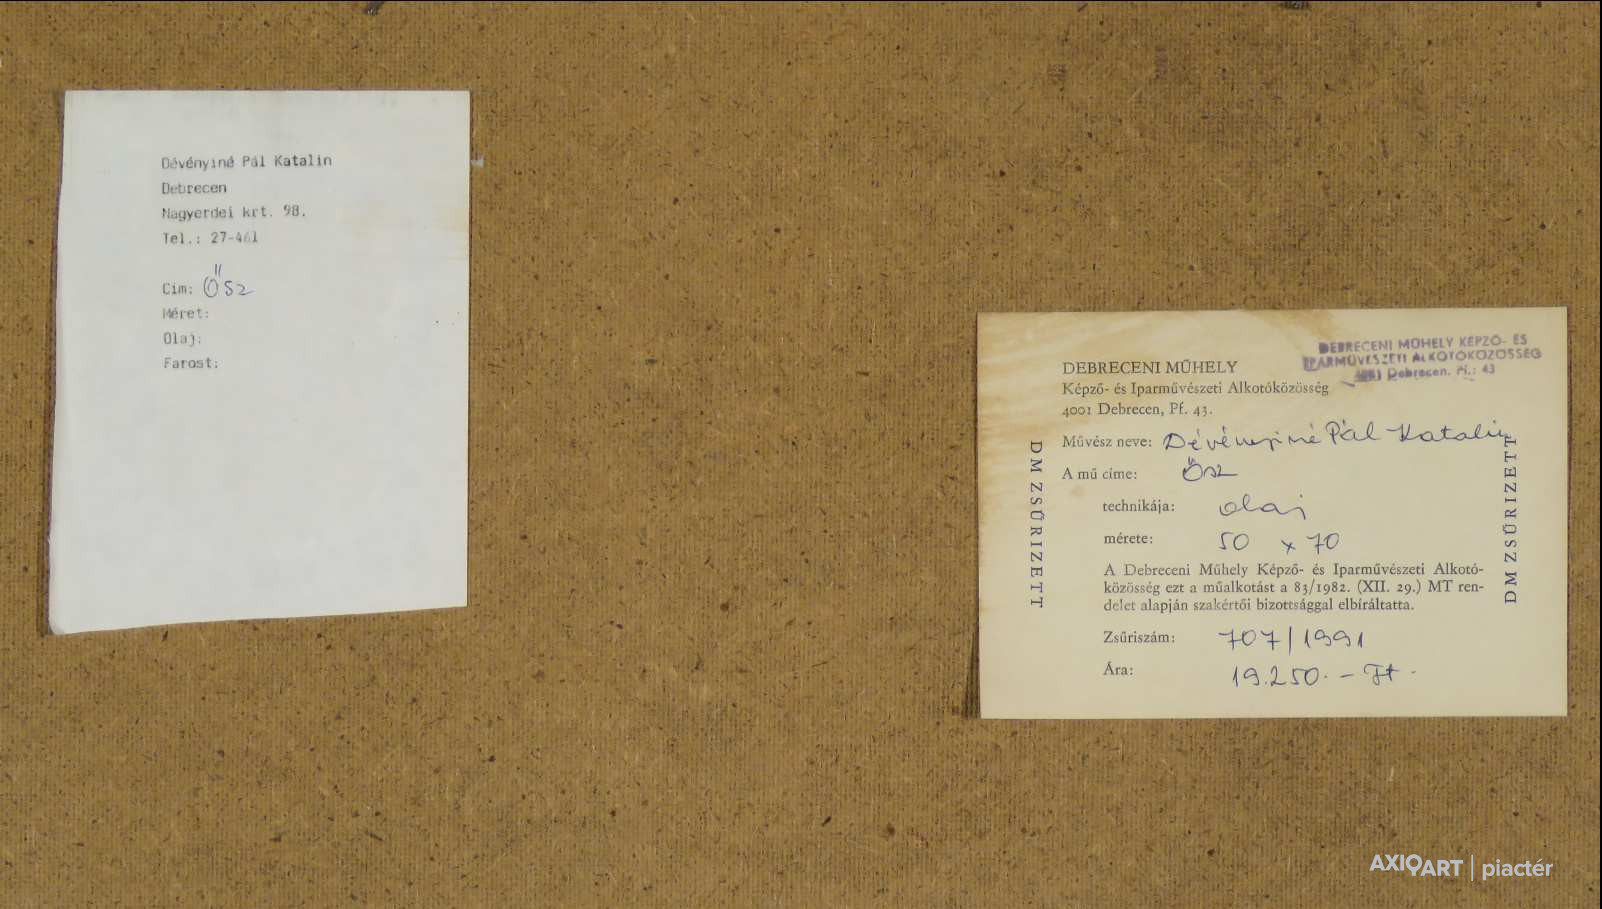 Dévényiné Pál Katalin
Debrecen
Nagyerdei krt. 98.
Tel.: 27-461
Cim: Ősz
Méret:
Olaj:
Farost:
DEBRECENI MŰHELY KÉPZŐ- ÉS
IPARMŰVÉSZETI ALKOTÓKÖZÖSSÉG
4001 Debrecen. Pf.: 43
DEBRECENI MŰHELY
Képző- és Iparművészeti Alkotóközösség
4001 Debrecen, Pf. 43.
Művész neve: Dévényiné Pál Katalin
A mű címe: Ősz
technikája: olaj
mérete: 50 x 70
A Debreceni Műhely Képző- és Iparművészeti Alkotó-
közösség ezt a műalkotást a 83/1982. (XII. 29.) MT ren-
delet alapján szakértői bizottsággal elbíráltatta.
Zsűriszám: 707/1991
Ára: 19.250.- Ft.
DM ZSŰRIZETT
DM ZSŰRIZETT
AXIOART | piactér